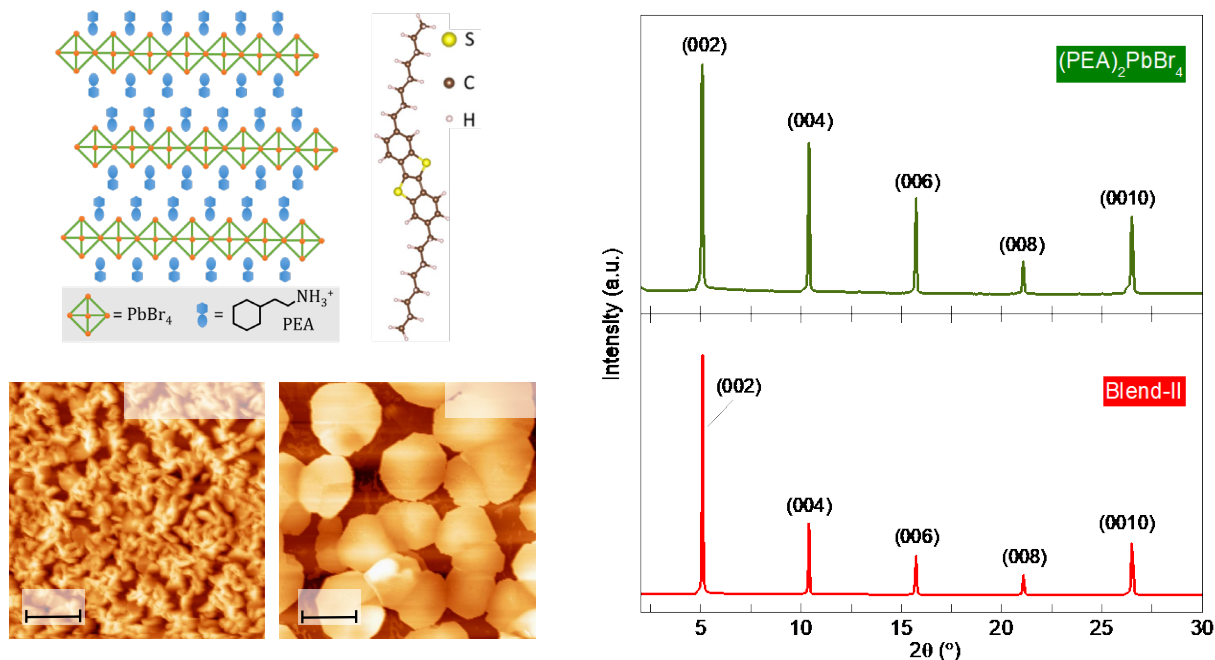 S
C
H
= PbBr₄
=
NH₃⁺
PEA
(PEA)₂PbBr₄
(002)
(004)
(006)
(008)
(0010)
Blend-II
(002)
(004)
(006)
(008)
(0010)
Intensity (a.u.)
5
10
15
20
25
30
2θ (°)